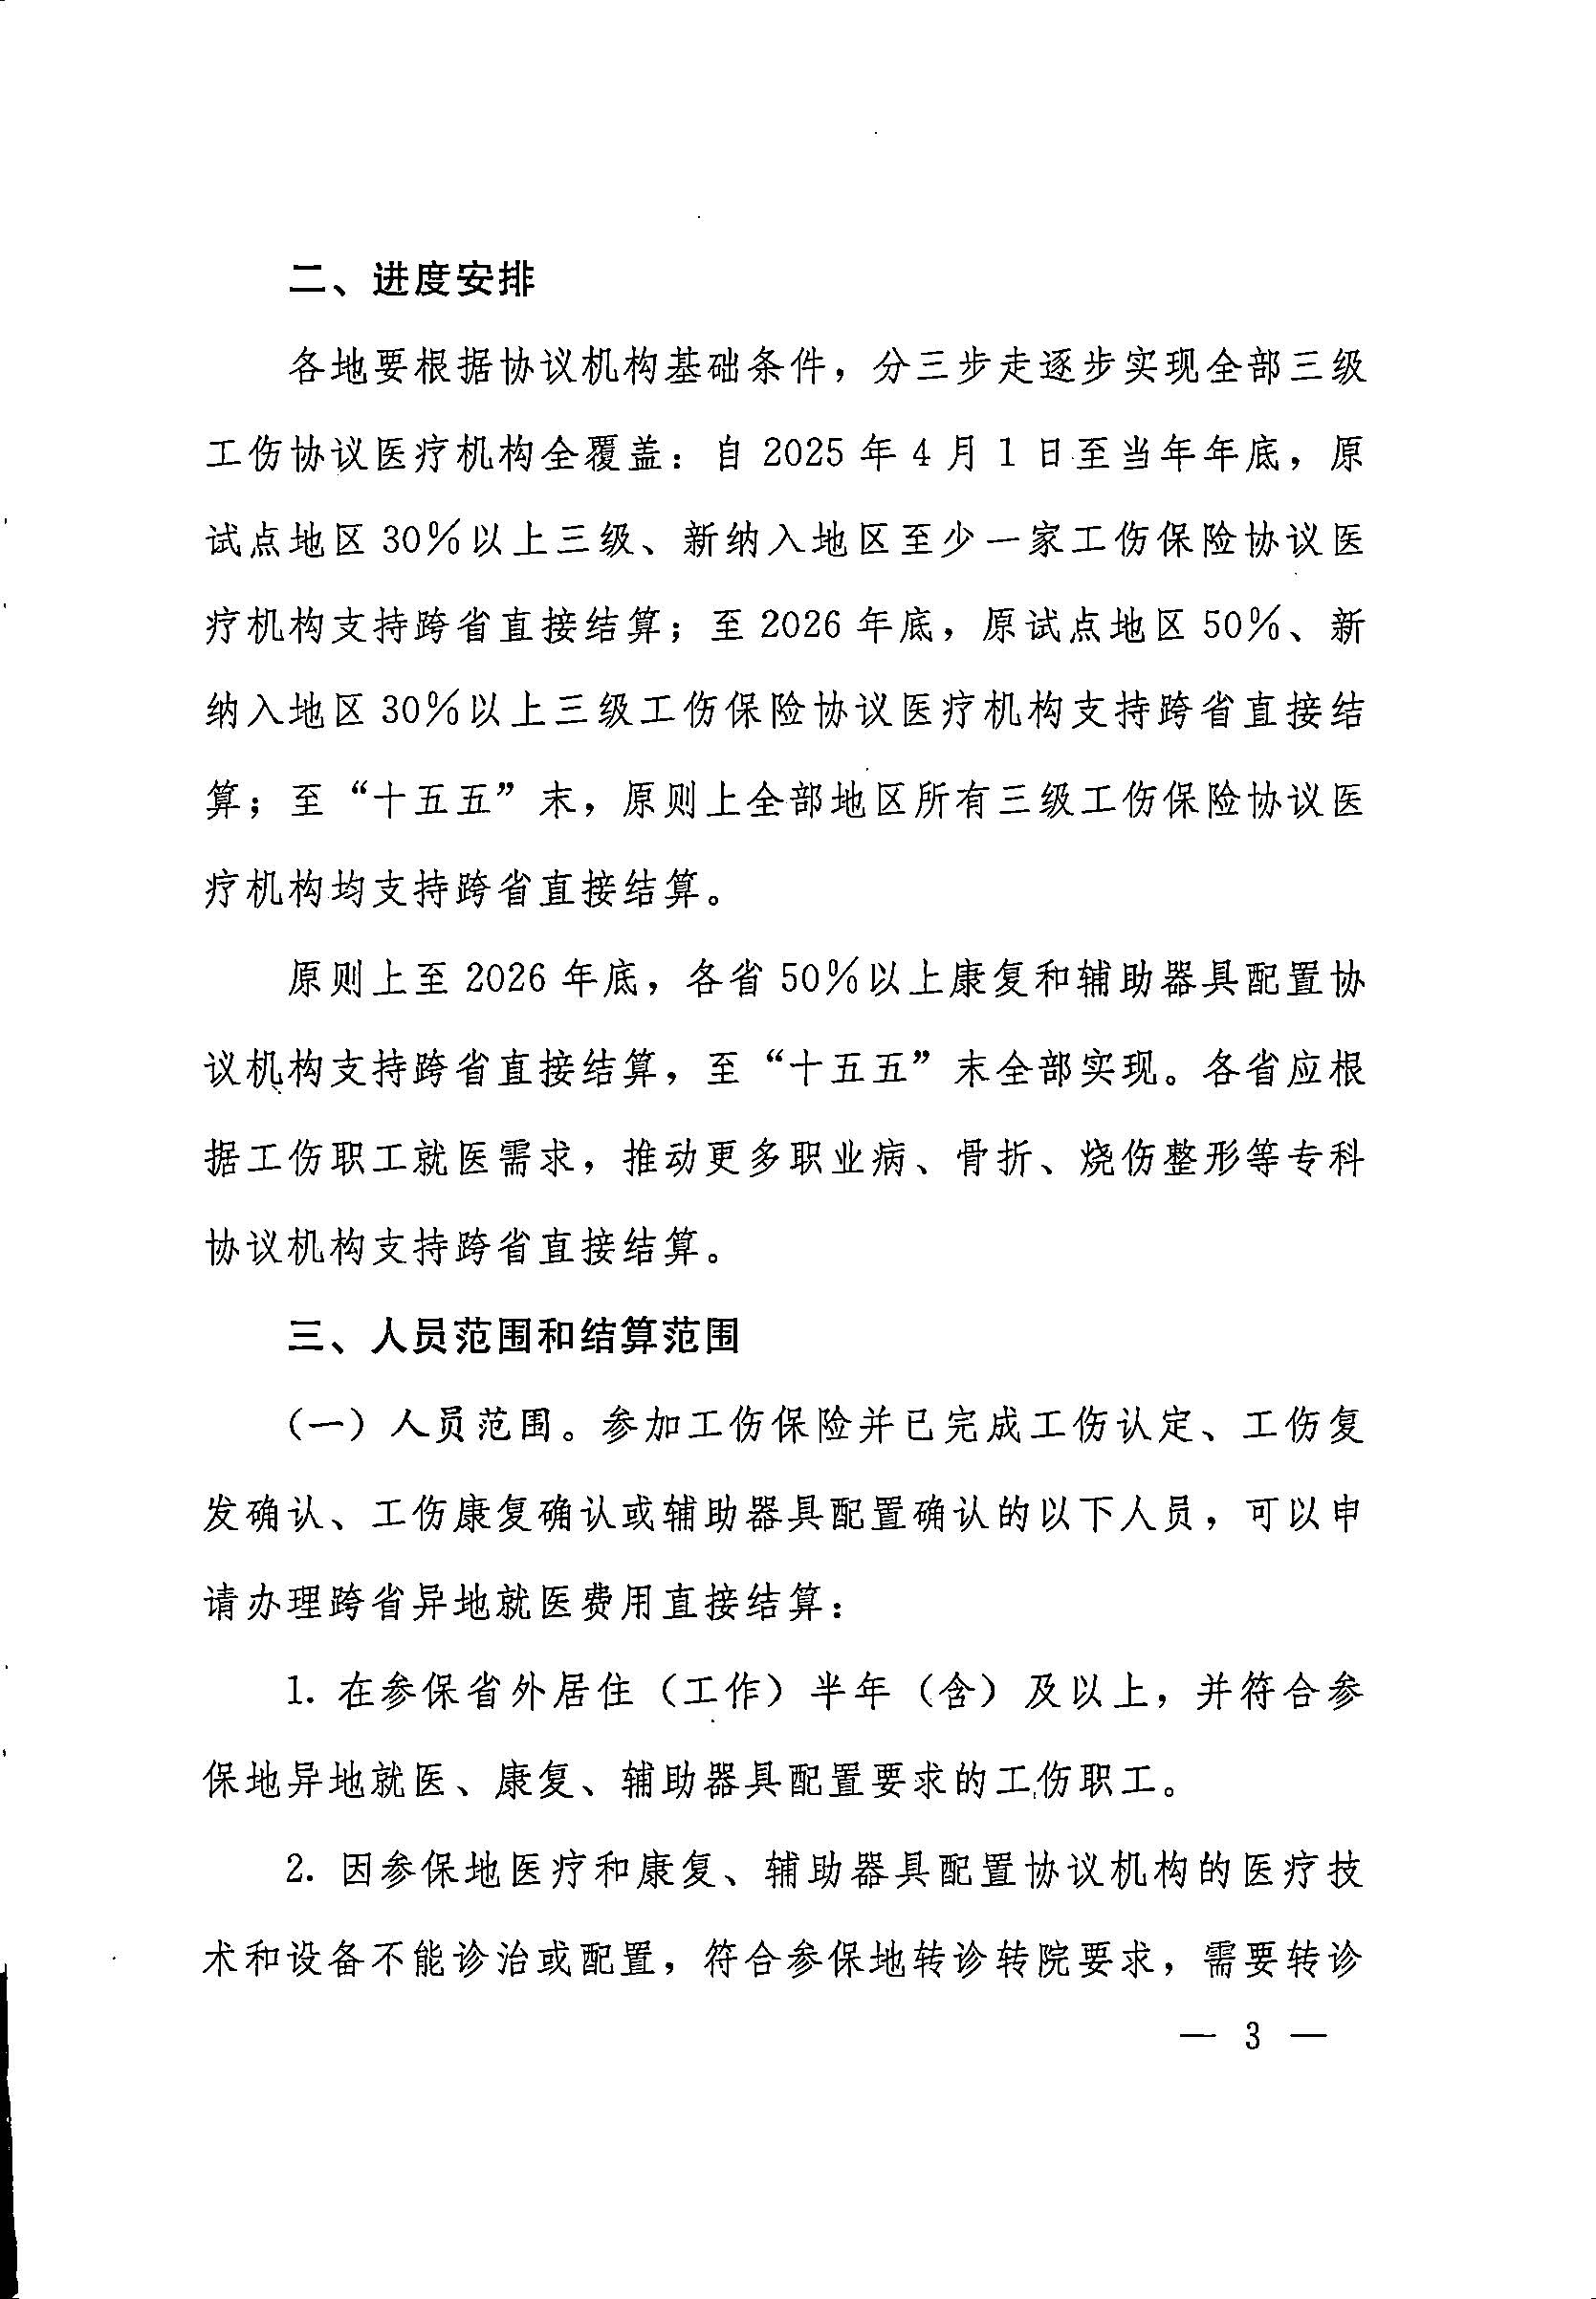 二、进度安排
各地要根据协议机构基础条件，分三步走逐步实现全部三级
工伤协议医疗机构全覆盖：自 2025 年 4 月 1 日至当年年底，原
试点地区 30%以上三级、新纳入地区至少一家工伤保险协议医
疗机构支持跨省直接结算；至 2026 年底，原试点地区 50%、新
纳入地区 30%以上三级工伤保险协议医疗机构支持跨省直接结
算；至“十五五”末，原则上全部地区所有三级工伤保险协议医
疗机构均支持跨省直接结算。
原则上至 2026 年底，各省 50%以上康复和辅助器具配置协
议机构支持跨省直接结算，至“十五五”末全部实现。各省应根
据工伤职工就医需求，推动更多职业病、骨折、烧伤整形等专科
协议机构支持跨省直接结算。
三、人员范围和结算范围
（一）人员范围。参加工伤保险并已完成工伤认定、工伤复
发确认、工伤康复确认或辅助器具配置确认的以下人员，可以申
请办理跨省异地就医费用直接结算：
1. 在参保省外居住（工作）半年（含）及以上，并符合参
保地异地就医、康复、辅助器具配置要求的工伤职工。
2. 因参保地医疗和康复、辅助器具配置协议机构的医疗技
术和设备不能诊治或配置，符合参保地转诊转院要求，需要转诊
— 3 —